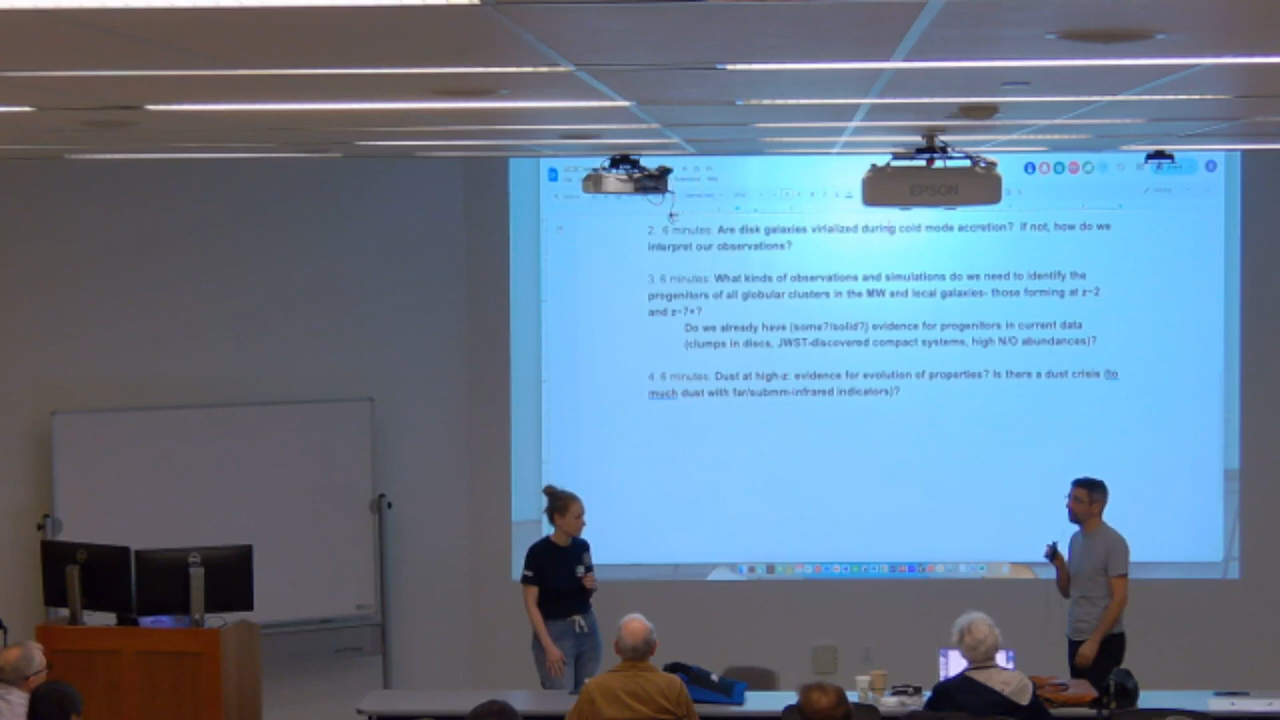 EPSON
2. 6 minutes: Are disk galaxies virialized during cold mode accretion? If not, how do we
interpret our observations?
3. 6 minutes: What kinds of observations and simulations do we need to identify the
progenitors of all globular clusters in the MW and local galaxies- those forming at z~2
and z~7+?
Do we already have (some?/solid?) evidence for progenitors in current data
(clumps in discs, JWST-discovered compact systems, high N/O abundances)?
4. 6 minutes: Dust at high-z: evidence for evolution of properties? Is there a dust crisis (to
much dust with far/submm-infrared indicators)?